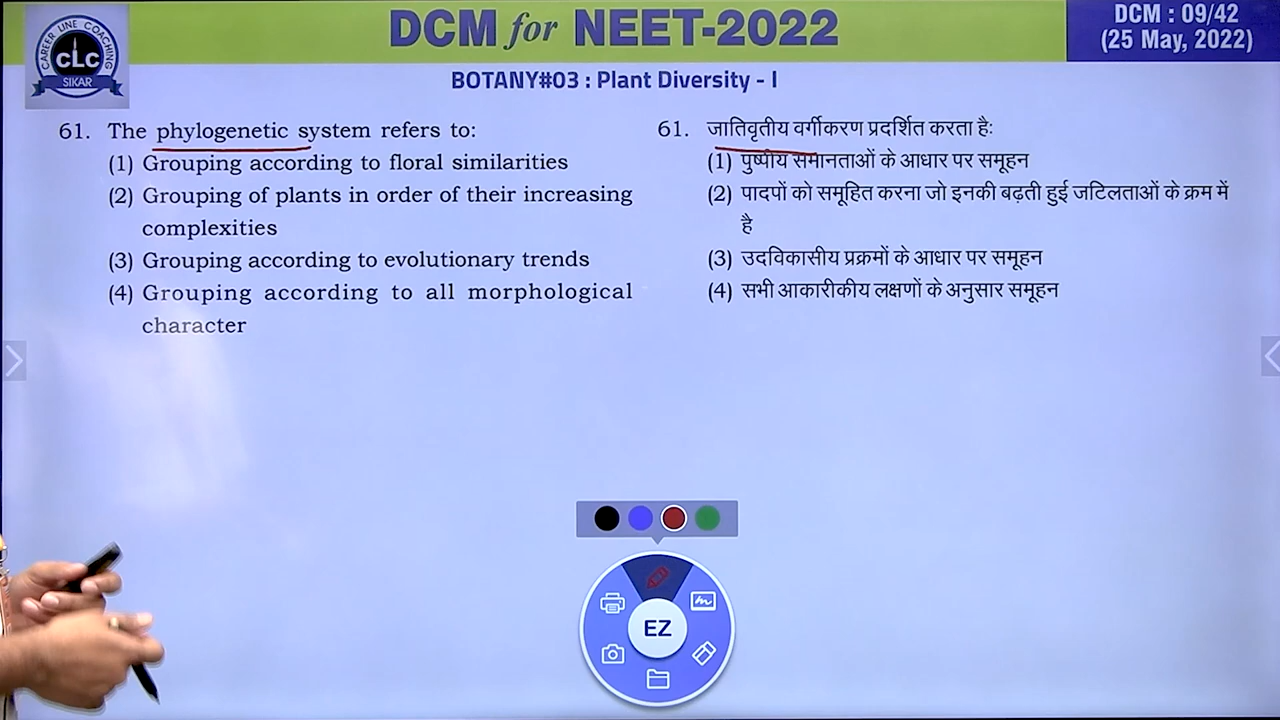 CAREER LINE COACHING
CLC
SIKAR
DCM for NEET-2022
DCM : 09/42
(25 May, 2022)
BOTANY#03 : Plant Diversity - I
61. The phylogenetic system refers to:
(1) Grouping according to floral similarities
(2) Grouping of plants in order of their increasing
complexities
(3) Grouping according to evolutionary trends
(4) Grouping according to all morphological
character
61. जातिवृतीय वर्गीकरण प्रदर्शित करता हैः
(1) पुष्पीय समानताओं के आधार पर समूहन
(2) पादपों को समूहित करना जो इनकी बढ़ती हुई जटिलताओं के क्रम में
है
(3) उदविकासीय प्रक्रमों के आधार पर समूहन
(4) सभी आकारीकीय लक्षणों के अनुसार समूहन
EZ